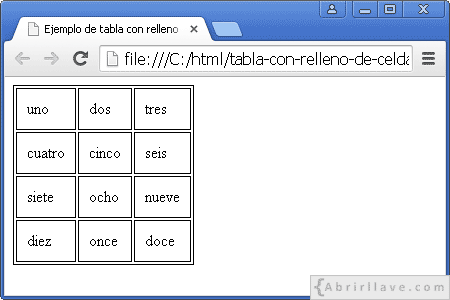 Ejemplo de tabla con relleno
file:///C:/html/tabla-con-relleno-de-celda
uno dos tres
cuatro cinco seis
siete ocho nueve
diez once doce
{Abrirllave.com